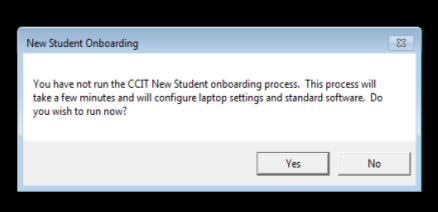 New Student Onboarding
You have not run the CCIT New Student onboarding process. This process will
take a few minutes and will configure laptop settings and standard software. Do
you wish to run now?
Yes
No